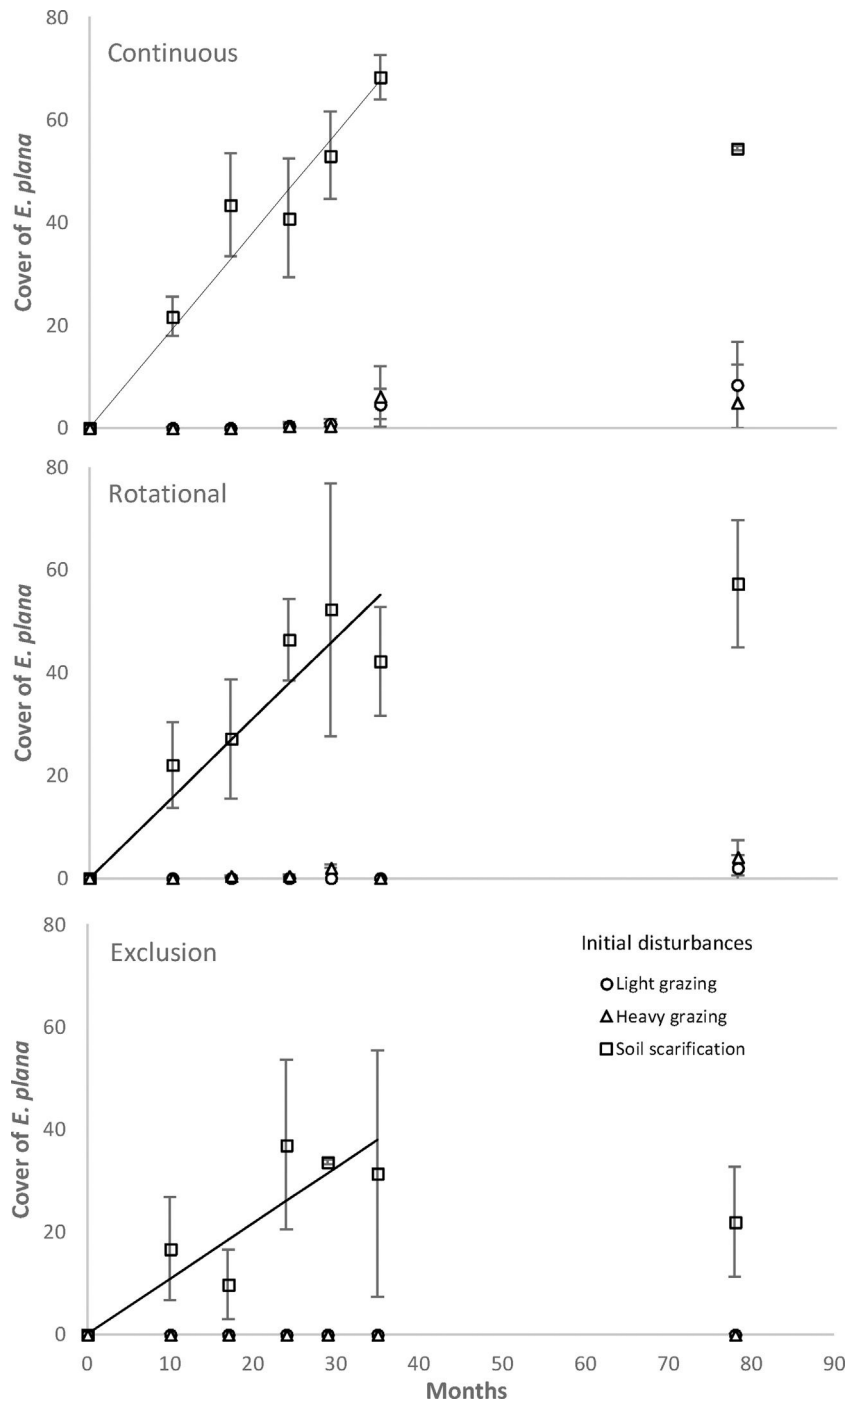 80
Continuous
60
40
20
0
Cover of E. plana
80
Rotational
60
40
20
0
Cover of E. plana
80
Exclusion
60
40
20
0
Cover of E. plana
Initial disturbances
Light grazing
Heavy grazing
Soil scarification
0 10 20 30 40 50 60 70 80 90
Months